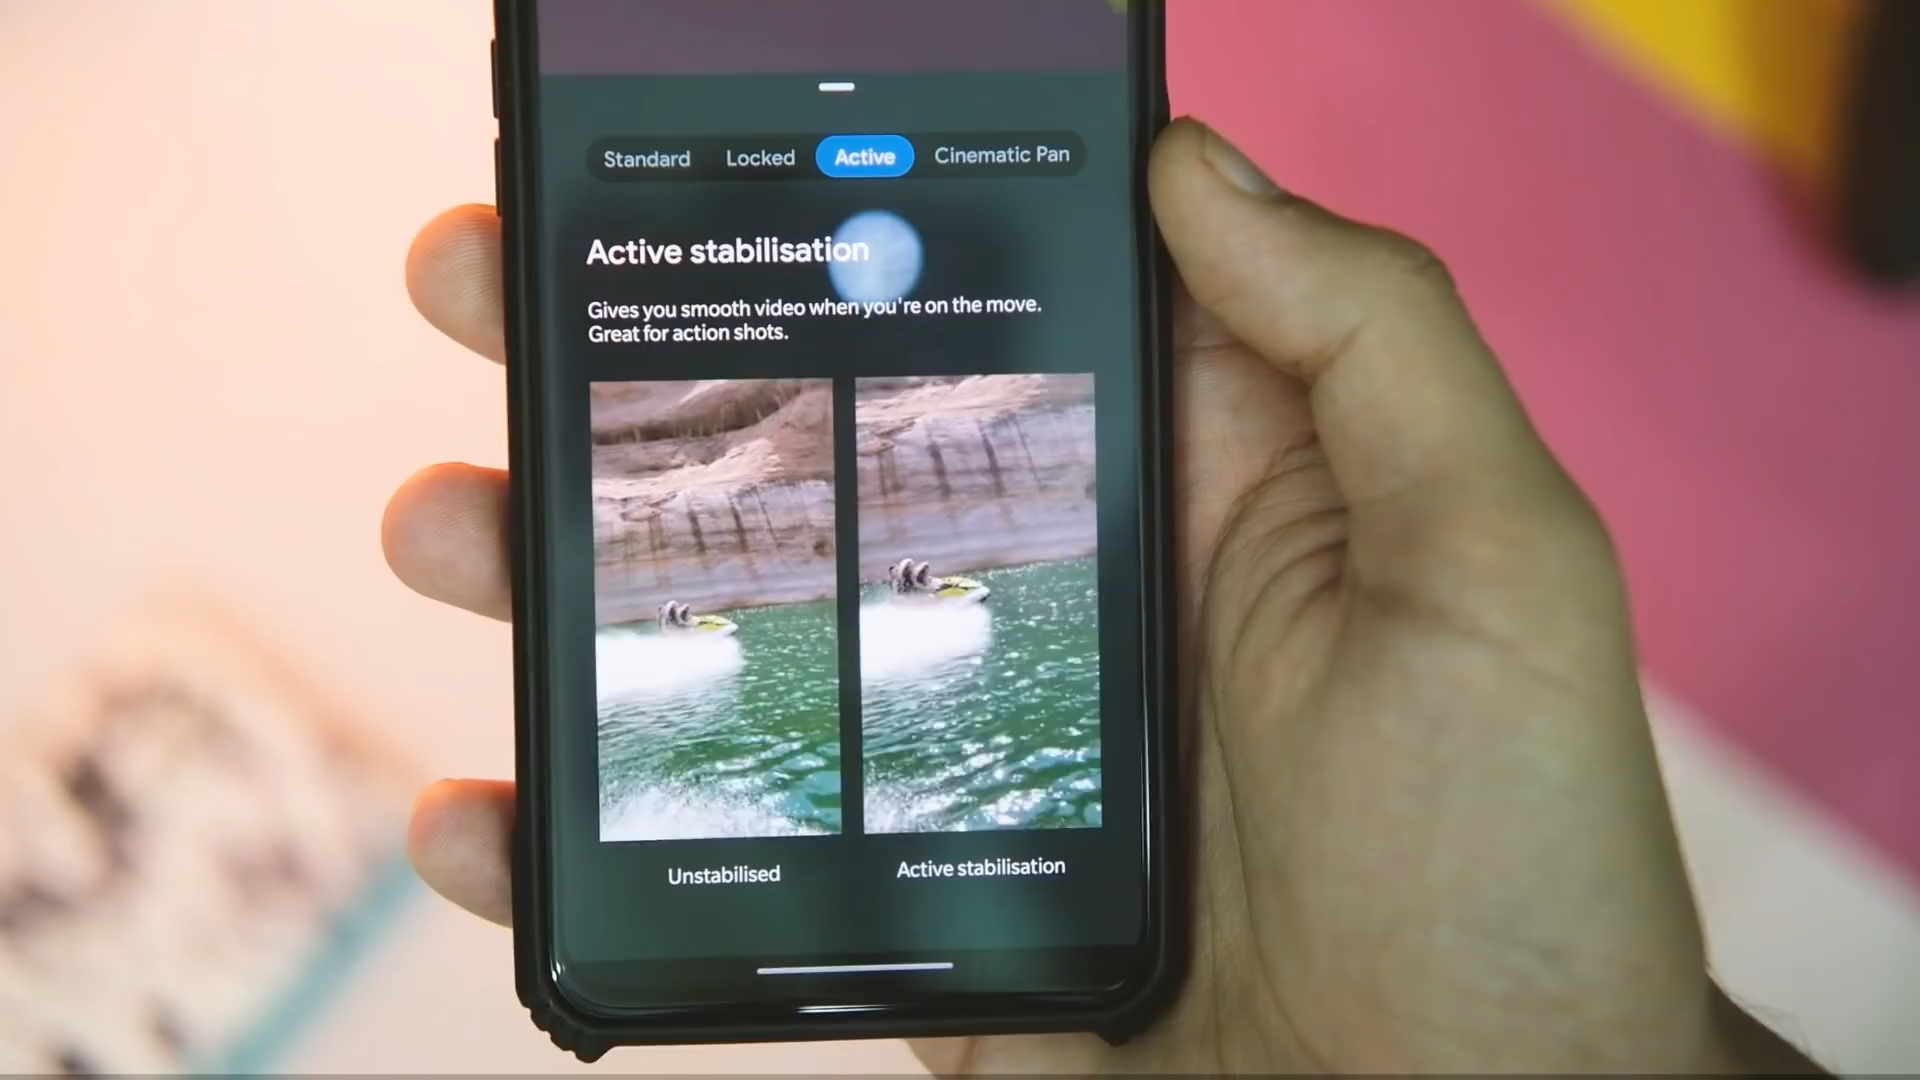 Standard Locked Active Cinematic Pan
Active stabilisation
Gives you smooth video when you're on the move.
Great for action shots.
Unstabilised Active stabilisation